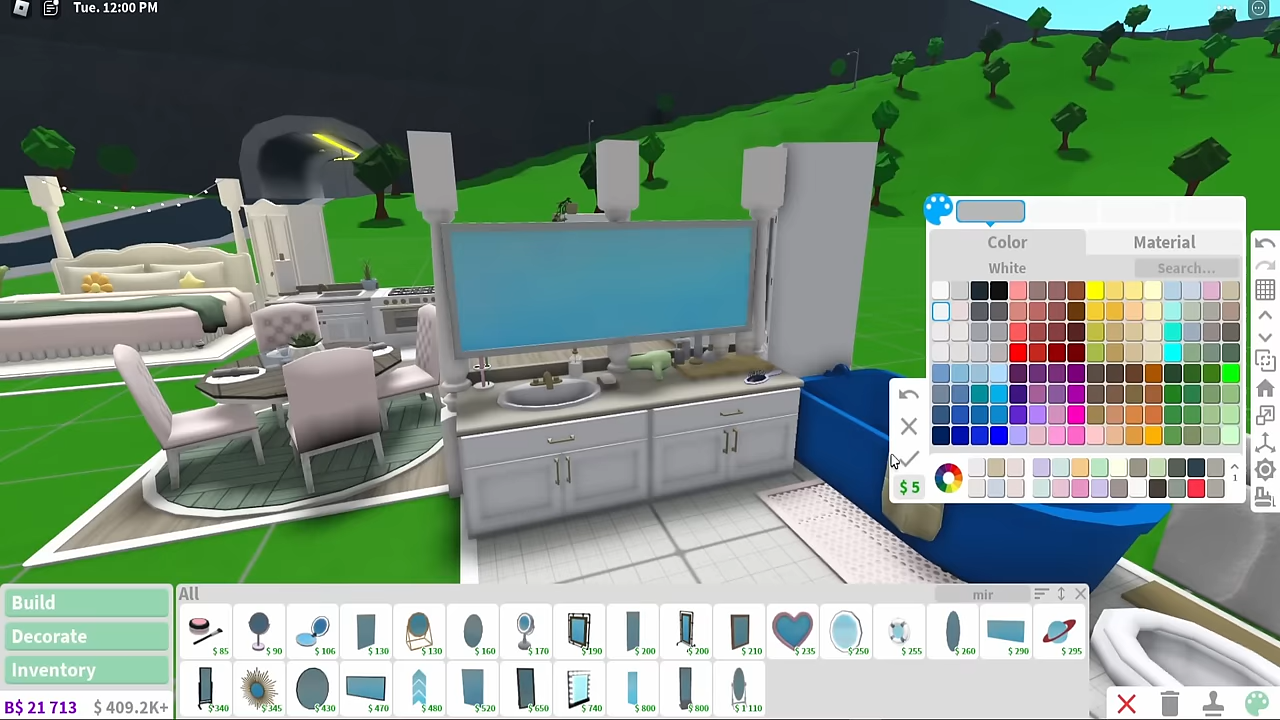 Tue. 12:00 PM
Color
Material
White
Search...
$ 5
1
Build
Decorate
Inventory
B$ 21 713
$ 409.2K+
All
mir
$ 85
$ 90
$ 106
$ 130
$ 130
$ 160
$ 170
$190
$ 200
$ 200
$ 210
$ 235
$ 250
$ 255
$ 260
$ 290
$ 295
$340
$345
$430
$ 470
$ 480
$ 520
$ 650
$ 740
$ 800
$ 800
$ 1 110